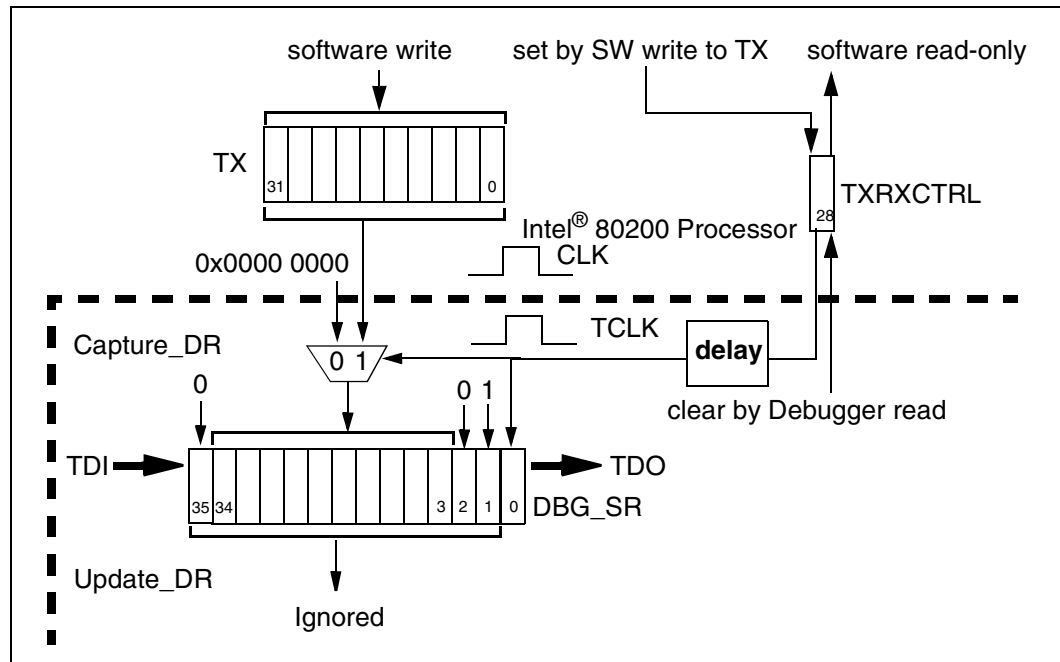 software write
set by SW write to TX
software read-only
TX
31
0
28
TXRXCTRL
Intel® 80200 Processor
0x0000 0000
CLK
TCLK
delay
Capture_DR
0 1
0
0 1
clear by Debugger read
TDI
TDO
35 34 3 2 1 0
DBG_SR
Update_DR
Ignored